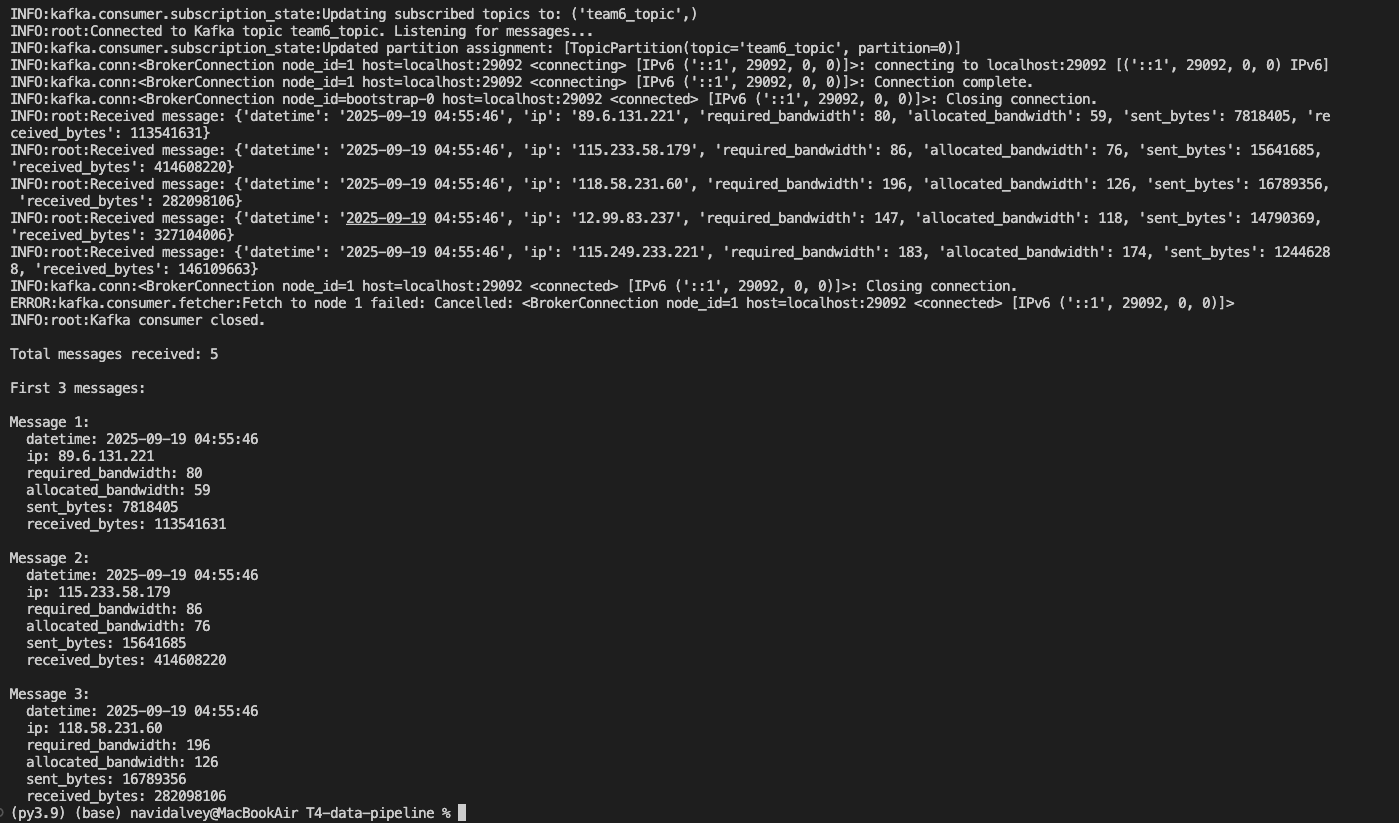 INFO:kafka.consumer.subscription_state:Updating subscribed topics to: ('team6_topic',)
INFO:root:Connected to Kafka topic team6_topic. Listening for messages...
INFO:kafka.consumer.subscription_state:Updated partition assignment: [TopicPartition(topic='team6_topic', partition=0)]
INFO:kafka.conn:<BrokerConnection node_id=1 host=localhost:29092 <connecting> [IPv6 ('::1', 29092, 0, 0)]>: connecting to localhost:29092 [('::1', 29092, 0, 0) IPv6]
INFO:kafka.conn:<BrokerConnection node_id=1 host=localhost:29092 <connecting> [IPv6 ('::1', 29092, 0, 0)]>: Connection complete.
INFO:kafka.conn:<BrokerConnection node_id=bootstrap-0 host=localhost:29092 <connected> [IPv6 ('::1', 29092, 0, 0)]>: Closing connection.
INFO:root:Received message: {'datetime': '2025-09-19 04:55:46', 'ip': '89.6.131.221', 'required_bandwidth': 80, 'allocated_bandwidth': 59, 'sent_bytes': 7818405, 're
ceived_bytes': 113541631}
INFO:root:Received message: {'datetime': '2025-09-19 04:55:46', 'ip': '115.233.58.179', 'required_bandwidth': 86, 'allocated_bandwidth': 76, 'sent_bytes': 15641685,
'received_bytes': 414608220}
INFO:root:Received message: {'datetime': '2025-09-19 04:55:46', 'ip': '118.58.231.60', 'required_bandwidth': 196, 'allocated_bandwidth': 126, 'sent_bytes': 16789356,
'received_bytes': 282098106}
INFO:root:Received message: {'datetime': '2025-09-19 04:55:46', 'ip': '12.99.83.237', 'required_bandwidth': 147, 'allocated_bandwidth': 118, 'sent_bytes': 14790369,
'received_bytes': 327104006}
INFO:root:Received message: {'datetime': '2025-09-19 04:55:46', 'ip': '115.249.233.221', 'required_bandwidth': 183, 'allocated_bandwidth': 174, 'sent_bytes': 1244628
8, 'received_bytes': 146109663}
INFO:kafka.conn:<BrokerConnection node_id=1 host=localhost:29092 <connected> [IPv6 ('::1', 29092, 0, 0)]>: Closing connection.
ERROR:kafka.consumer.fetcher:Fetch to node 1 failed: Cancelled: <BrokerConnection node_id=1 host=localhost:29092 <connected> [IPv6 ('::1', 29092, 0, 0)]>
INFO:root:Kafka consumer closed.
Total messages received: 5
First 3 messages:
Message 1:
datetime: 2025-09-19 04:55:46
ip: 89.6.131.221
required_bandwidth: 80
allocated_bandwidth: 59
sent_bytes: 7818405
received_bytes: 113541631
Message 2:
datetime: 2025-09-19 04:55:46
ip: 115.233.58.179
required_bandwidth: 86
allocated_bandwidth: 76
sent_bytes: 15641685
received_bytes: 414608220
Message 3:
datetime: 2025-09-19 04:55:46
ip: 118.58.231.60
required_bandwidth: 196
allocated_bandwidth: 126
sent_bytes: 16789356
received_bytes: 282098106
(py3.9) (base) navidalvey@MacBookAir T4-data-pipeline %